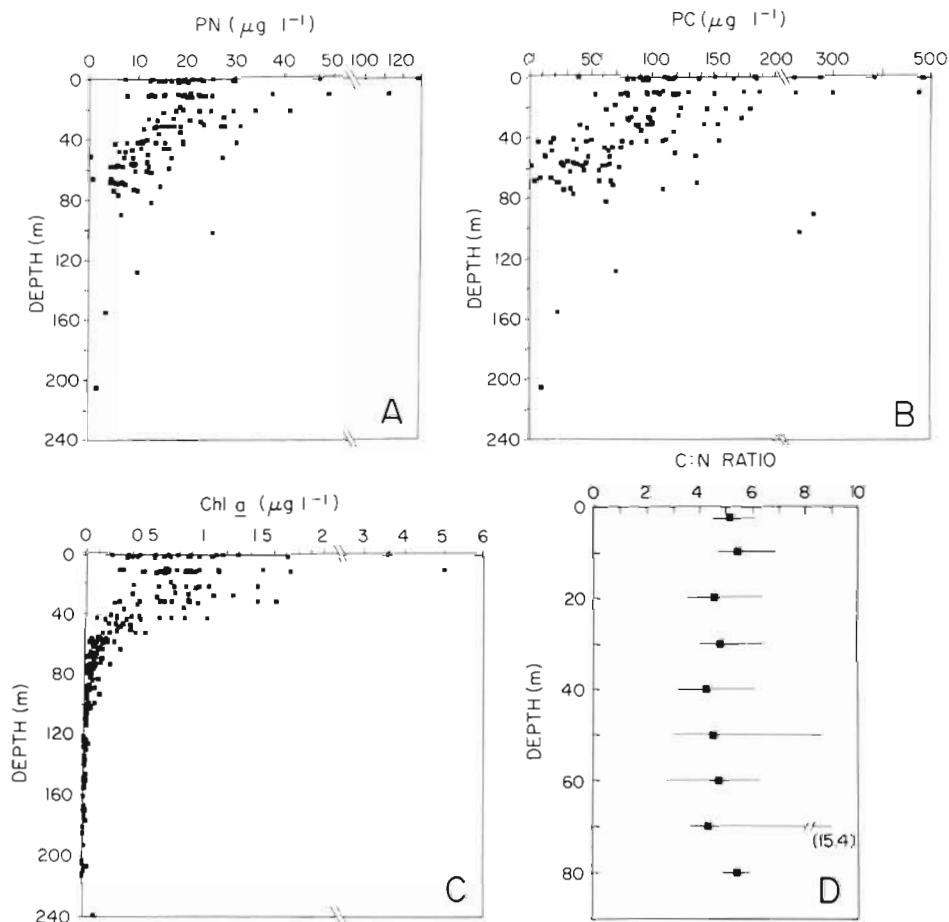 PN (μg l⁻¹)
0 10 20 30 40 50 100 120
0
40
80
120
160
200
240
DEPTH (m)
A
PC (μg l⁻¹)
0 50 100 150 200 300 500
0
40
80
120
160
200
240
DEPTH (m)
B
Chl a (μg l⁻¹)
0 0.5 1 1.5 2 4 5 6
0
40
80
120
160
200
240
DEPTH (m)
C
C:N RATIO
0 2 4 6 8 10
0
20
40
60
80
DEPTH (m)
(15.4)
D